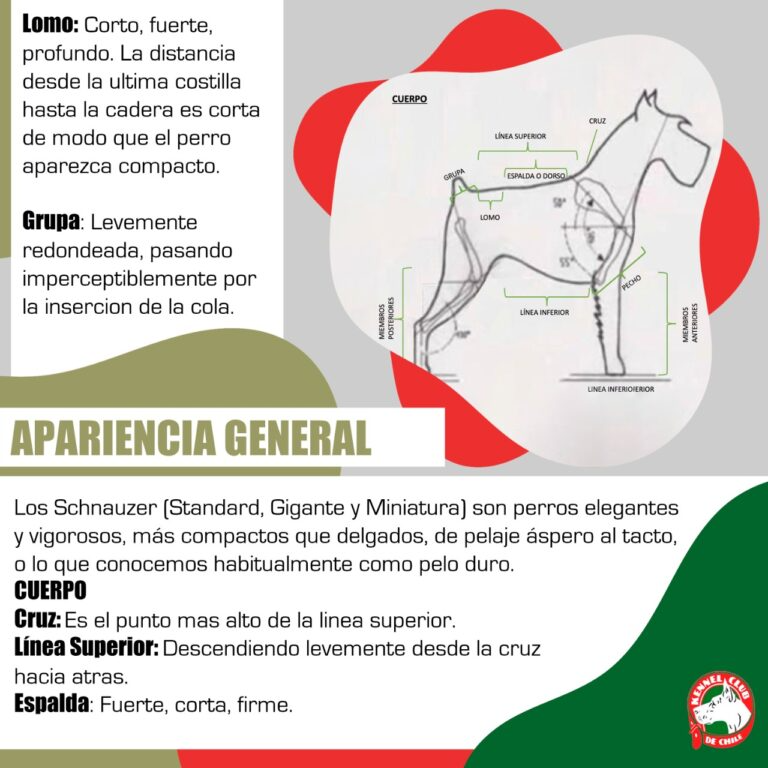 Lomo: Corto, fuerte,
profundo. La distancia
desde la ultima costilla
hasta la cadera es corta
de modo que el perro
aparezca compacto.
Grupa: Levemente
redondeada, pasando
imperceptiblemente por
la insercion de la cola.
CUERPO
CRUZ
LÍNEA SUPERIOR
GRUPA
ESPALDA O DORSO
LOMO
55°
PECHO
LÍNEA INFERIOR
MIEMBROS
POSTERIORES
MIEMBROS
ANTERIORES
LINEA INFERIOIERIOR
APARIENCIA GENERAL
Los Schnauzer (Standard, Gigante y Miniatura) son perros elegantes
y vigorosos, más compactos que delgados, de pelaje áspero al tacto,
o lo que conocemos habitualmente como pelo duro.
CUERPO
Cruz: Es el punto mas alto de la linea superior.
Línea Superior: Descendiendo levemente desde la cruz
hacia atras.
Espalda: Fuerte, corta, firme.
KENNEL CLUB
DE CHILE